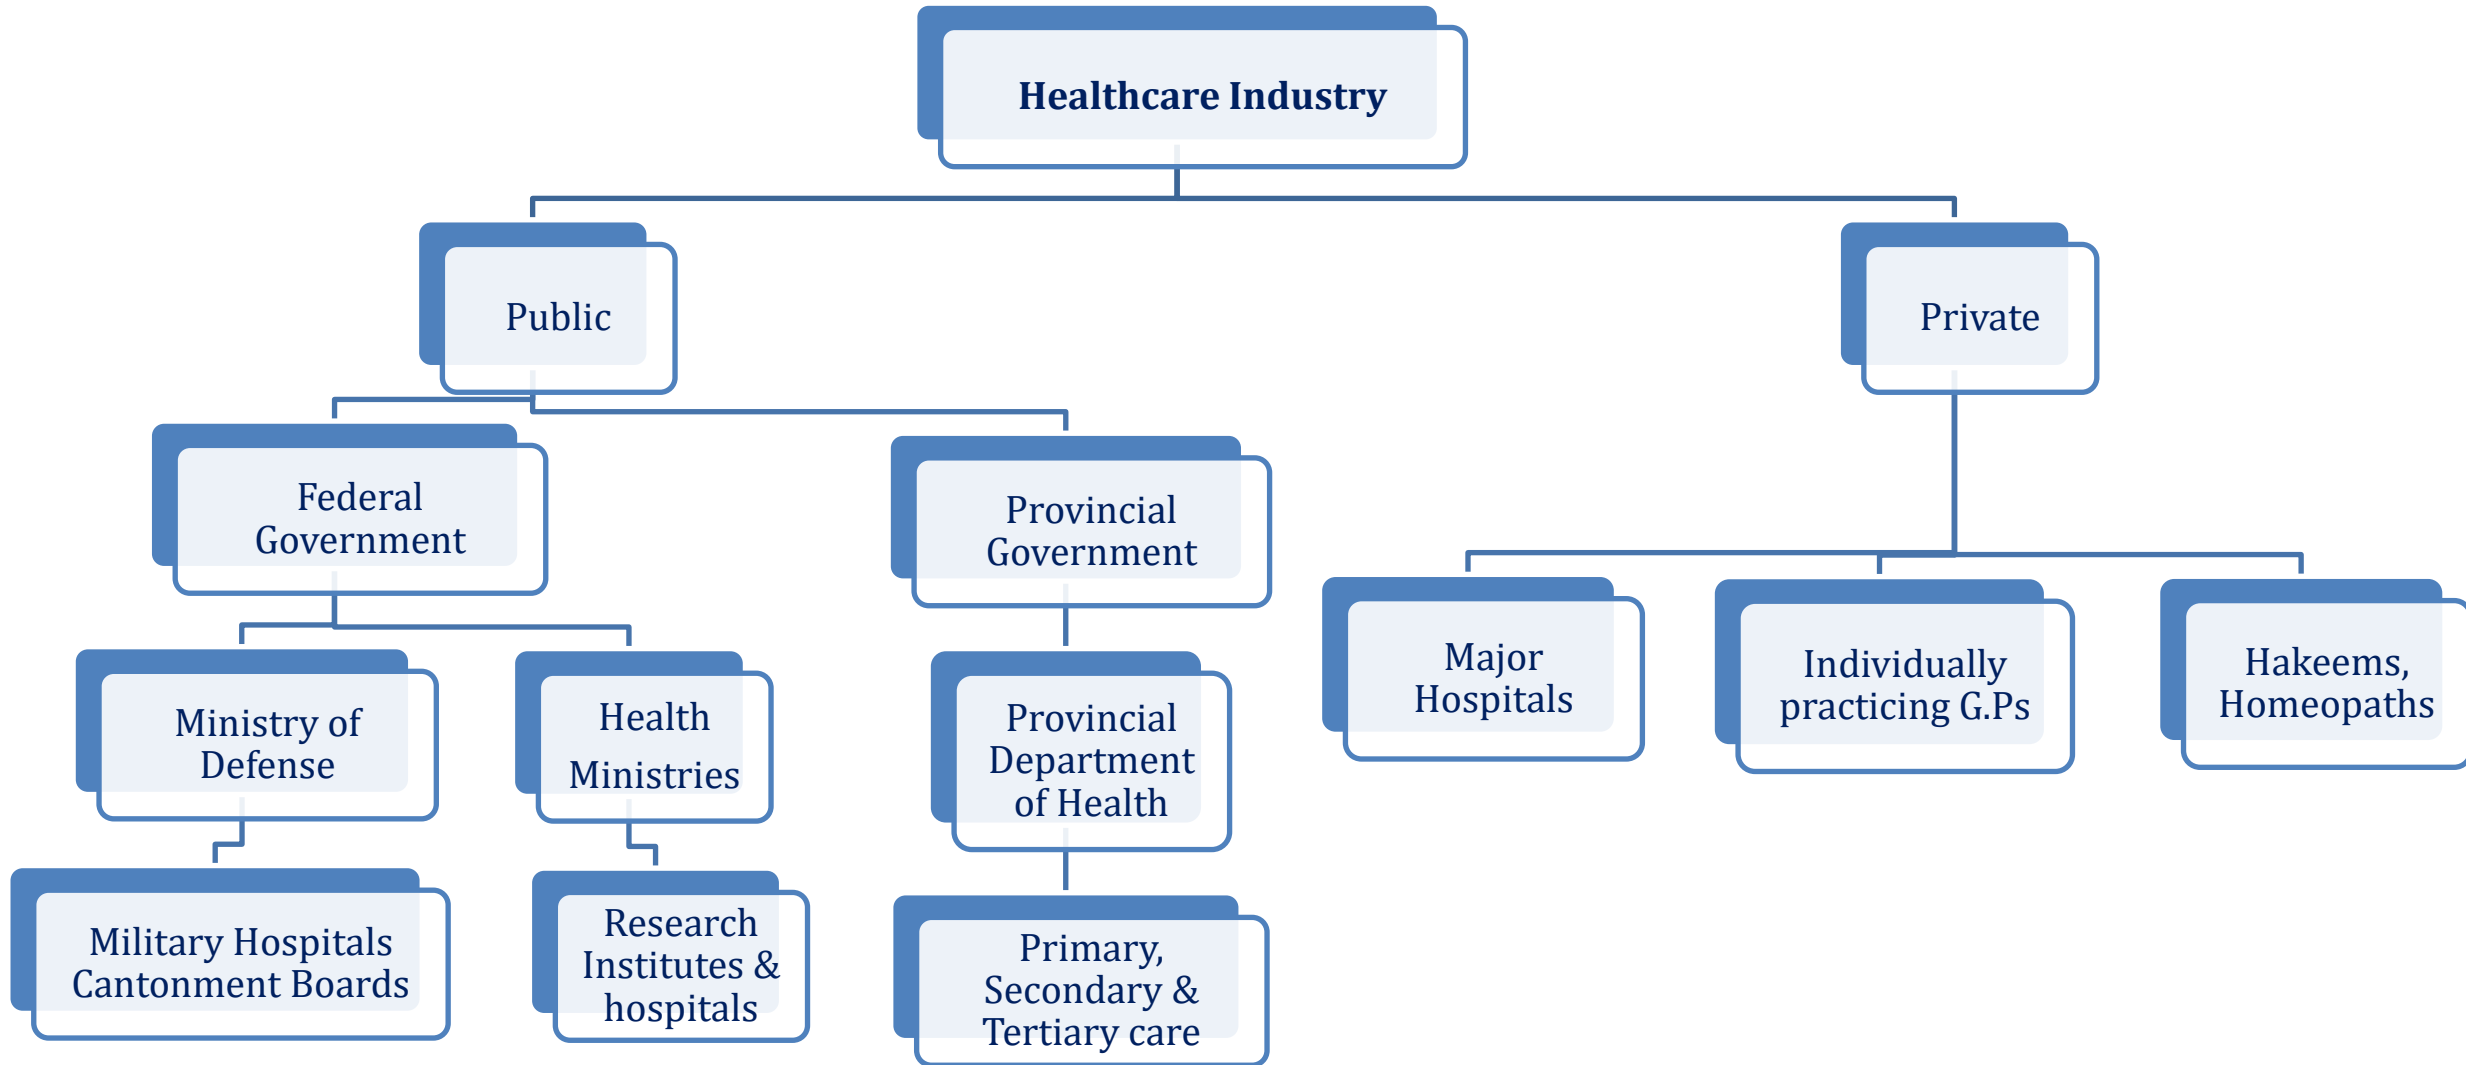 Healthcare Industry
Public
Private
Federal
Government
Provincial
Government
Ministry of
Defense
Health
Ministries
Provincial
Department
of Health
Major
Hospitals
Individually
practicing G.Ps
Hakeems,
Homeopaths
Military Hospitals
Cantonment Boards
Research
Institutes &
hospitals
Primary,
Secondary &
Tertiary care